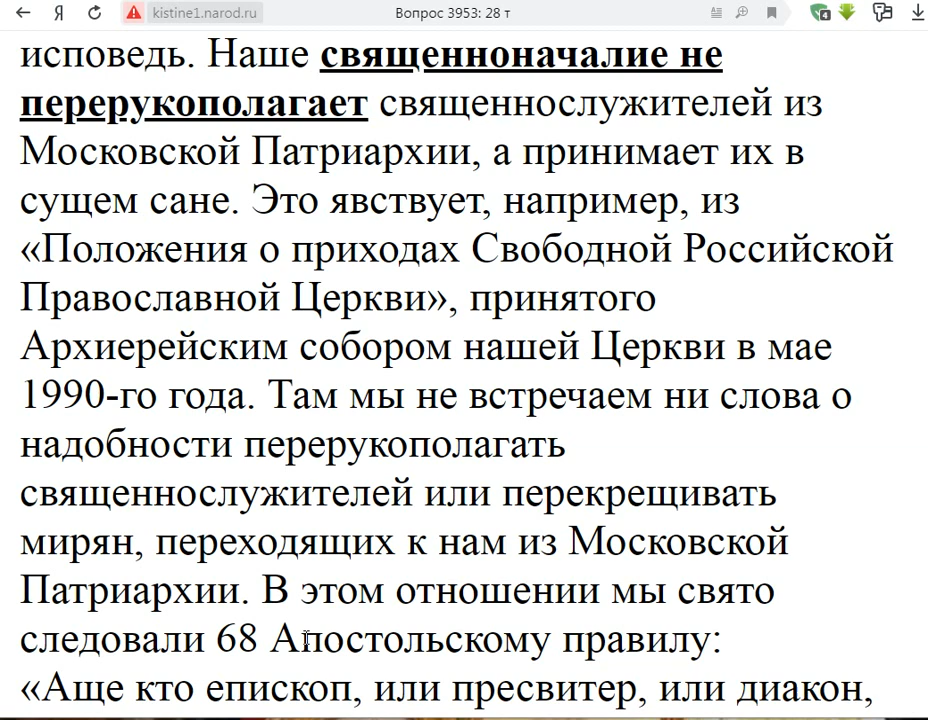 kistine1.narod.ru
Вопрос 3953: 28 т
4
исповедь. Наше священноначалие не
перерукополагает священнослужителей из
Московской Патриархии, а принимает их в
сущем сане. Это явствует, например, из
«Положения о приходах Свободной Российской
Православной Церкви», принятого
Архиерейским собором нашей Церкви в мае
1990-го года. Там мы не встречаем ни слова о
надобности перерукополагать
священнослужителей или перекрещивать
мирян, переходящих к нам из Московской
Патриархии. В этом отношении мы свято
следовали 68 Апостольскому правилу:
«Аще кто епископ, или пресвитер, или диакон,